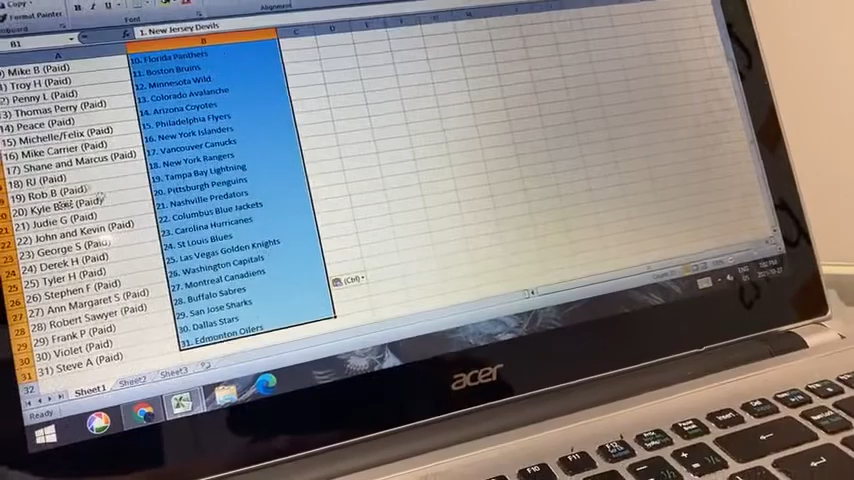 Copy
Format Painter
Font
Alignment
B1
1. New Jersey Devils
A B C D E F
Mike B (Paid) 10. Florida Panthers
Troy H (Paid) 11. Boston Bruins
Penny L (Paid) 12. Minnesota Wild
13) Thomas Perry (Paid) 13. Colorado Avalanche
14) Peace (Paid) 14. Arizona Coyotes
15) Michelle/Felix (Paid) 15. Philadelphia Flyers
16) Mike Carrier (Paid) 16. New York Islanders
17) Shane and Marcus (Paid) 17. Vancouver Canucks
18) RJ (Paid) 18. New York Rangers
19) Rob B (Paid) 19. Tampa Bay Lightning
20) Kyle (Paid) 20. Pittsburgh Penguins
21) Judie G (Paid) 21. Nashville Predators
22) John and Kevin (Paid) 22. Columbus Blue Jackets
23) George S (Paid) 23. Carolina Hurricanes
24) Derek H (Paid) 24. St Louis Blues
25) Tyler H (Paid) 25. Las Vegas Golden Knights
26) Stephen F (Paid) 26. Washington Capitals
27) Ann Margaret S (Paid) 27. Montreal Canadiens
28) Robert Sawyer (Paid) 28. Buffalo Sabres
29) Frank P (Paid) 29. San Jose Sharks
30) Violet (Paid) 30. Dallas Stars
31) Steve A (Paid) 31. Edmonton Oilers
32
(Ctrl)
Sheet1 Sheet2 Sheet3
Ready
ENG
acer
F10 F11 F12